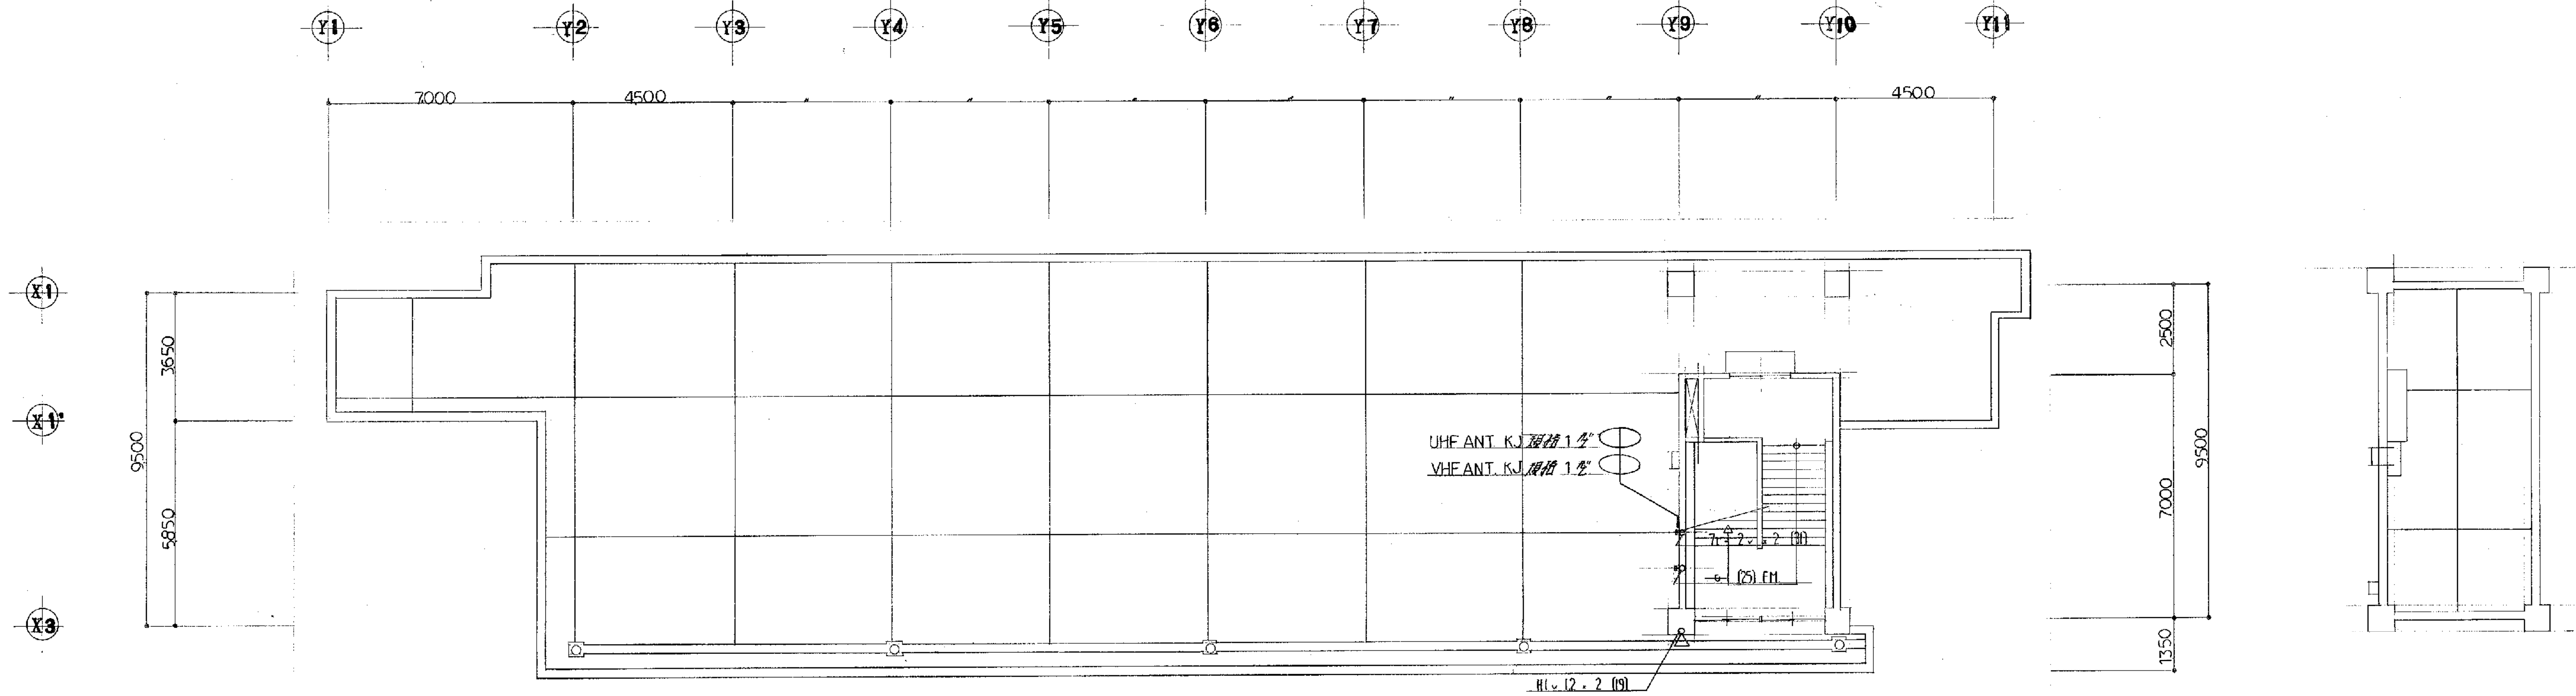 Y1 Y2 Y3 Y4 Y5 Y6 Y7 Y8 Y9 Y10 Y11
7000 4500 〃 〃 〃 〃 〃 〃 〃 4500
X1
X1'
X3
3650
9500
5850
2500
9500
7000
1350
UHF ANT. KJ
VHF ANT. KJ
(25) FM